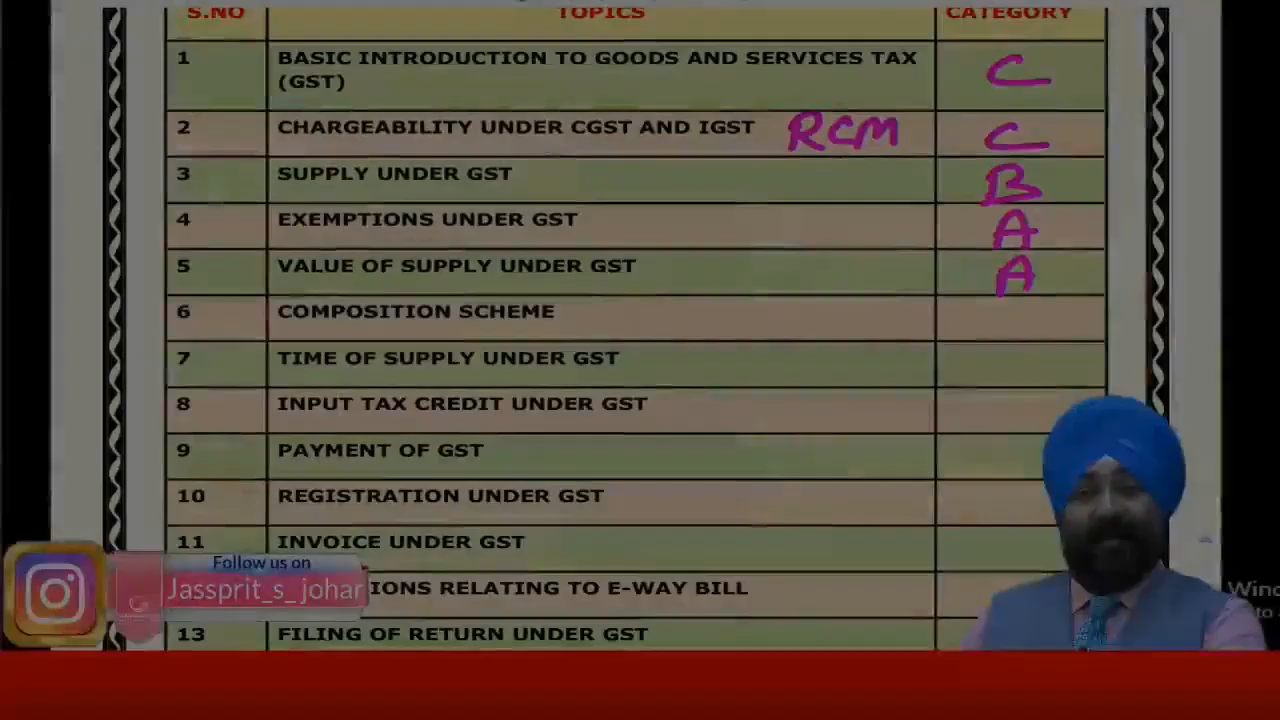 S.NO TOPICS CATEGORY
1 BASIC INTRODUCTION TO GOODS AND SERVICES TAX C
(GST)
2 CHARGEABILITY UNDER CGST AND IGST RCM C
3 SUPPLY UNDER GST B
4 EXEMPTIONS UNDER GST A
5 VALUE OF SUPPLY UNDER GST A
6 COMPOSITION SCHEME
7 TIME OF SUPPLY UNDER GST
8 INPUT TAX CREDIT UNDER GST
9 PAYMENT OF GST
10 REGISTRATION UNDER GST
11 INVOICE UNDER GST
Follow us on
Jassprit_s_johar
IONS RELATING TO E-WAY BILL
13 FILING OF RETURN UNDER GST